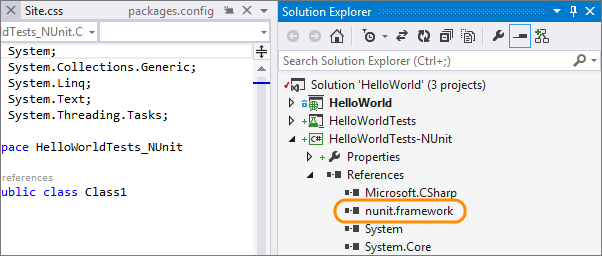 Site.css
packages.config
ldTests_NUnit.C
System;
System.Collections.Generic;
System.Linq;
System.Text;
System.Threading.Tasks;
pace HelloWorldTests_NUnit
references
ublic class Class1
Solution Explorer
Search Solution Explorer (Ctrl+;)
Solution 'HelloWorld' (3 projects)
HelloWorld
HelloWorldTests
C# HelloWorldTests-NUnit
Properties
References
Microsoft.CSharp
nunit.framework
System
System.Core